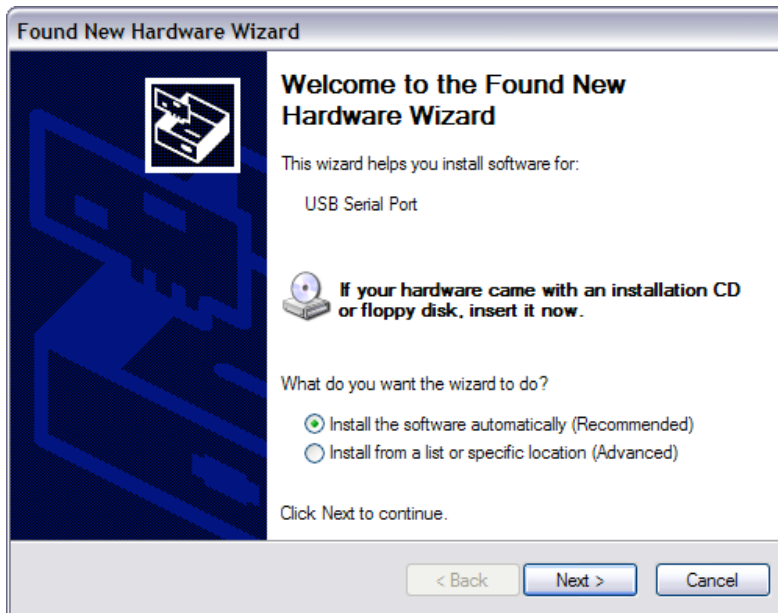 Found New Hardware Wizard
Welcome to the Found New
Hardware Wizard
This wizard helps you install software for:
USB Serial Port
If your hardware came with an installation CD
or floppy disk, insert it now.
What do you want the wizard to do?
Install the software automatically (Recommended)
Install from a list or specific location (Advanced)
Click Next to continue.
< Back Next > Cancel